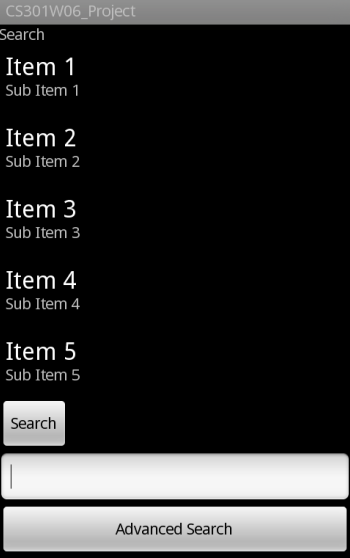 CS301W06_Project
Search
Item 1
Sub Item 1
Item 2
Sub Item 2
Item 3
Sub Item 3
Item 4
Sub Item 4
Item 5
Sub Item 5
Search
Advanced Search